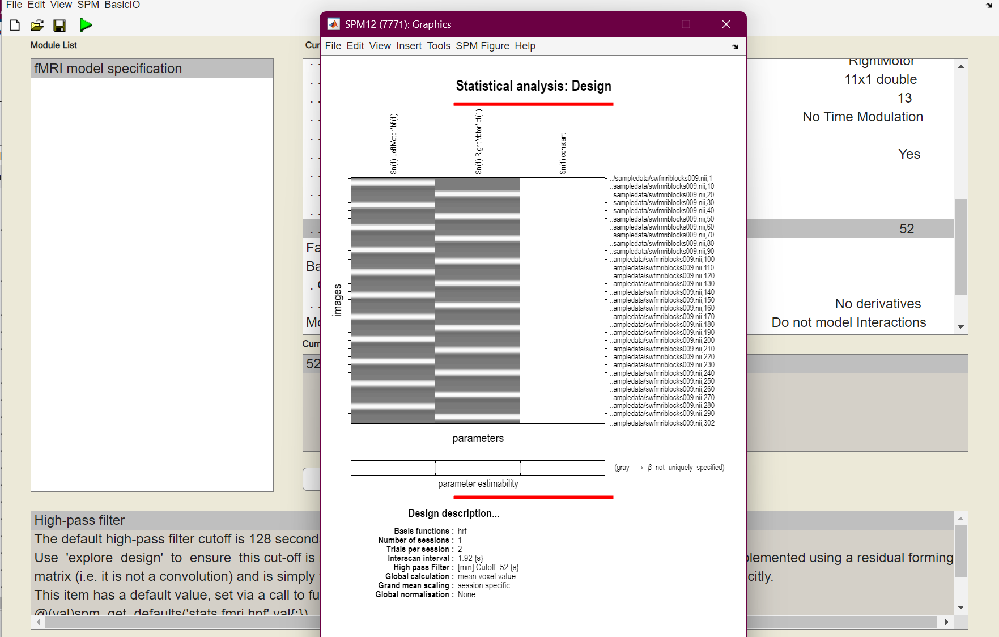 File Edit View SPM BasicIO
Module List
fMRI model specification
RightMotor
11x1 double
13
No Time Modulation
Yes
52
No derivatives
Do not model Interactions
52
SPM12 (7771): Graphics
File Edit View Insert Tools SPM Figure Help
Statistical analysis: Design
Sn(1) LeftMotor*bf(1)
Sn(1) RightMotor*bf(1)
Sn(1) constant
../sampledata/swfmriblocks009.nii,1
..sampledata/swfmriblocks009.nii,10
..sampledata/swfmriblocks009.nii,20
..sampledata/swfmriblocks009.nii,30
..sampledata/swfmriblocks009.nii,40
..sampledata/swfmriblocks009.nii,50
..sampledata/swfmriblocks009.nii,60
..sampledata/swfmriblocks009.nii,70
..sampledata/swfmriblocks009.nii,80
..sampledata/swfmriblocks009.nii,90
..ampledata/swfmriblocks009.nii,100
..ampledata/swfmriblocks009.nii,110
..ampledata/swfmriblocks009.nii,120
..ampledata/swfmriblocks009.nii,130
..ampledata/swfmriblocks009.nii,140
..ampledata/swfmriblocks009.nii,150
..ampledata/swfmriblocks009.nii,160
..ampledata/swfmriblocks009.nii,170
..ampledata/swfmriblocks009.nii,180
..ampledata/swfmriblocks009.nii,190
..ampledata/swfmriblocks009.nii,200
..ampledata/swfmriblocks009.nii,210
..ampledata/swfmriblocks009.nii,220
..ampledata/swfmriblocks009.nii,230
..ampledata/swfmriblocks009.nii,240
..ampledata/swfmriblocks009.nii,250
..ampledata/swfmriblocks009.nii,260
..ampledata/swfmriblocks009.nii,270
..ampledata/swfmriblocks009.nii,280
..ampledata/swfmriblocks009.nii,290
..ampledata/swfmriblocks009.nii,302
images
parameters
(gray → β not uniquely specified)
parameter estimability
Design description...
Basis functions : hrf
Number of sessions : 1
Trials per session : 2
Interscan interval : 1.92 {s}
High pass Filter : [min] Cutoff: 52 {s}
Global calculation : mean voxel value
Grand mean scaling : session specific
Global normalisation : None
High-pass filter
The default high-pass filter cutoff is 128 second
Use 'explore design' to ensure this cut-off is plemented using a residual forming
matrix (i.e. it is not a convolution) and is simply citly.
This item has a default value, set via a call to fu
@(val)spm_get_defaults('stats.fmri.hpf',val{:})